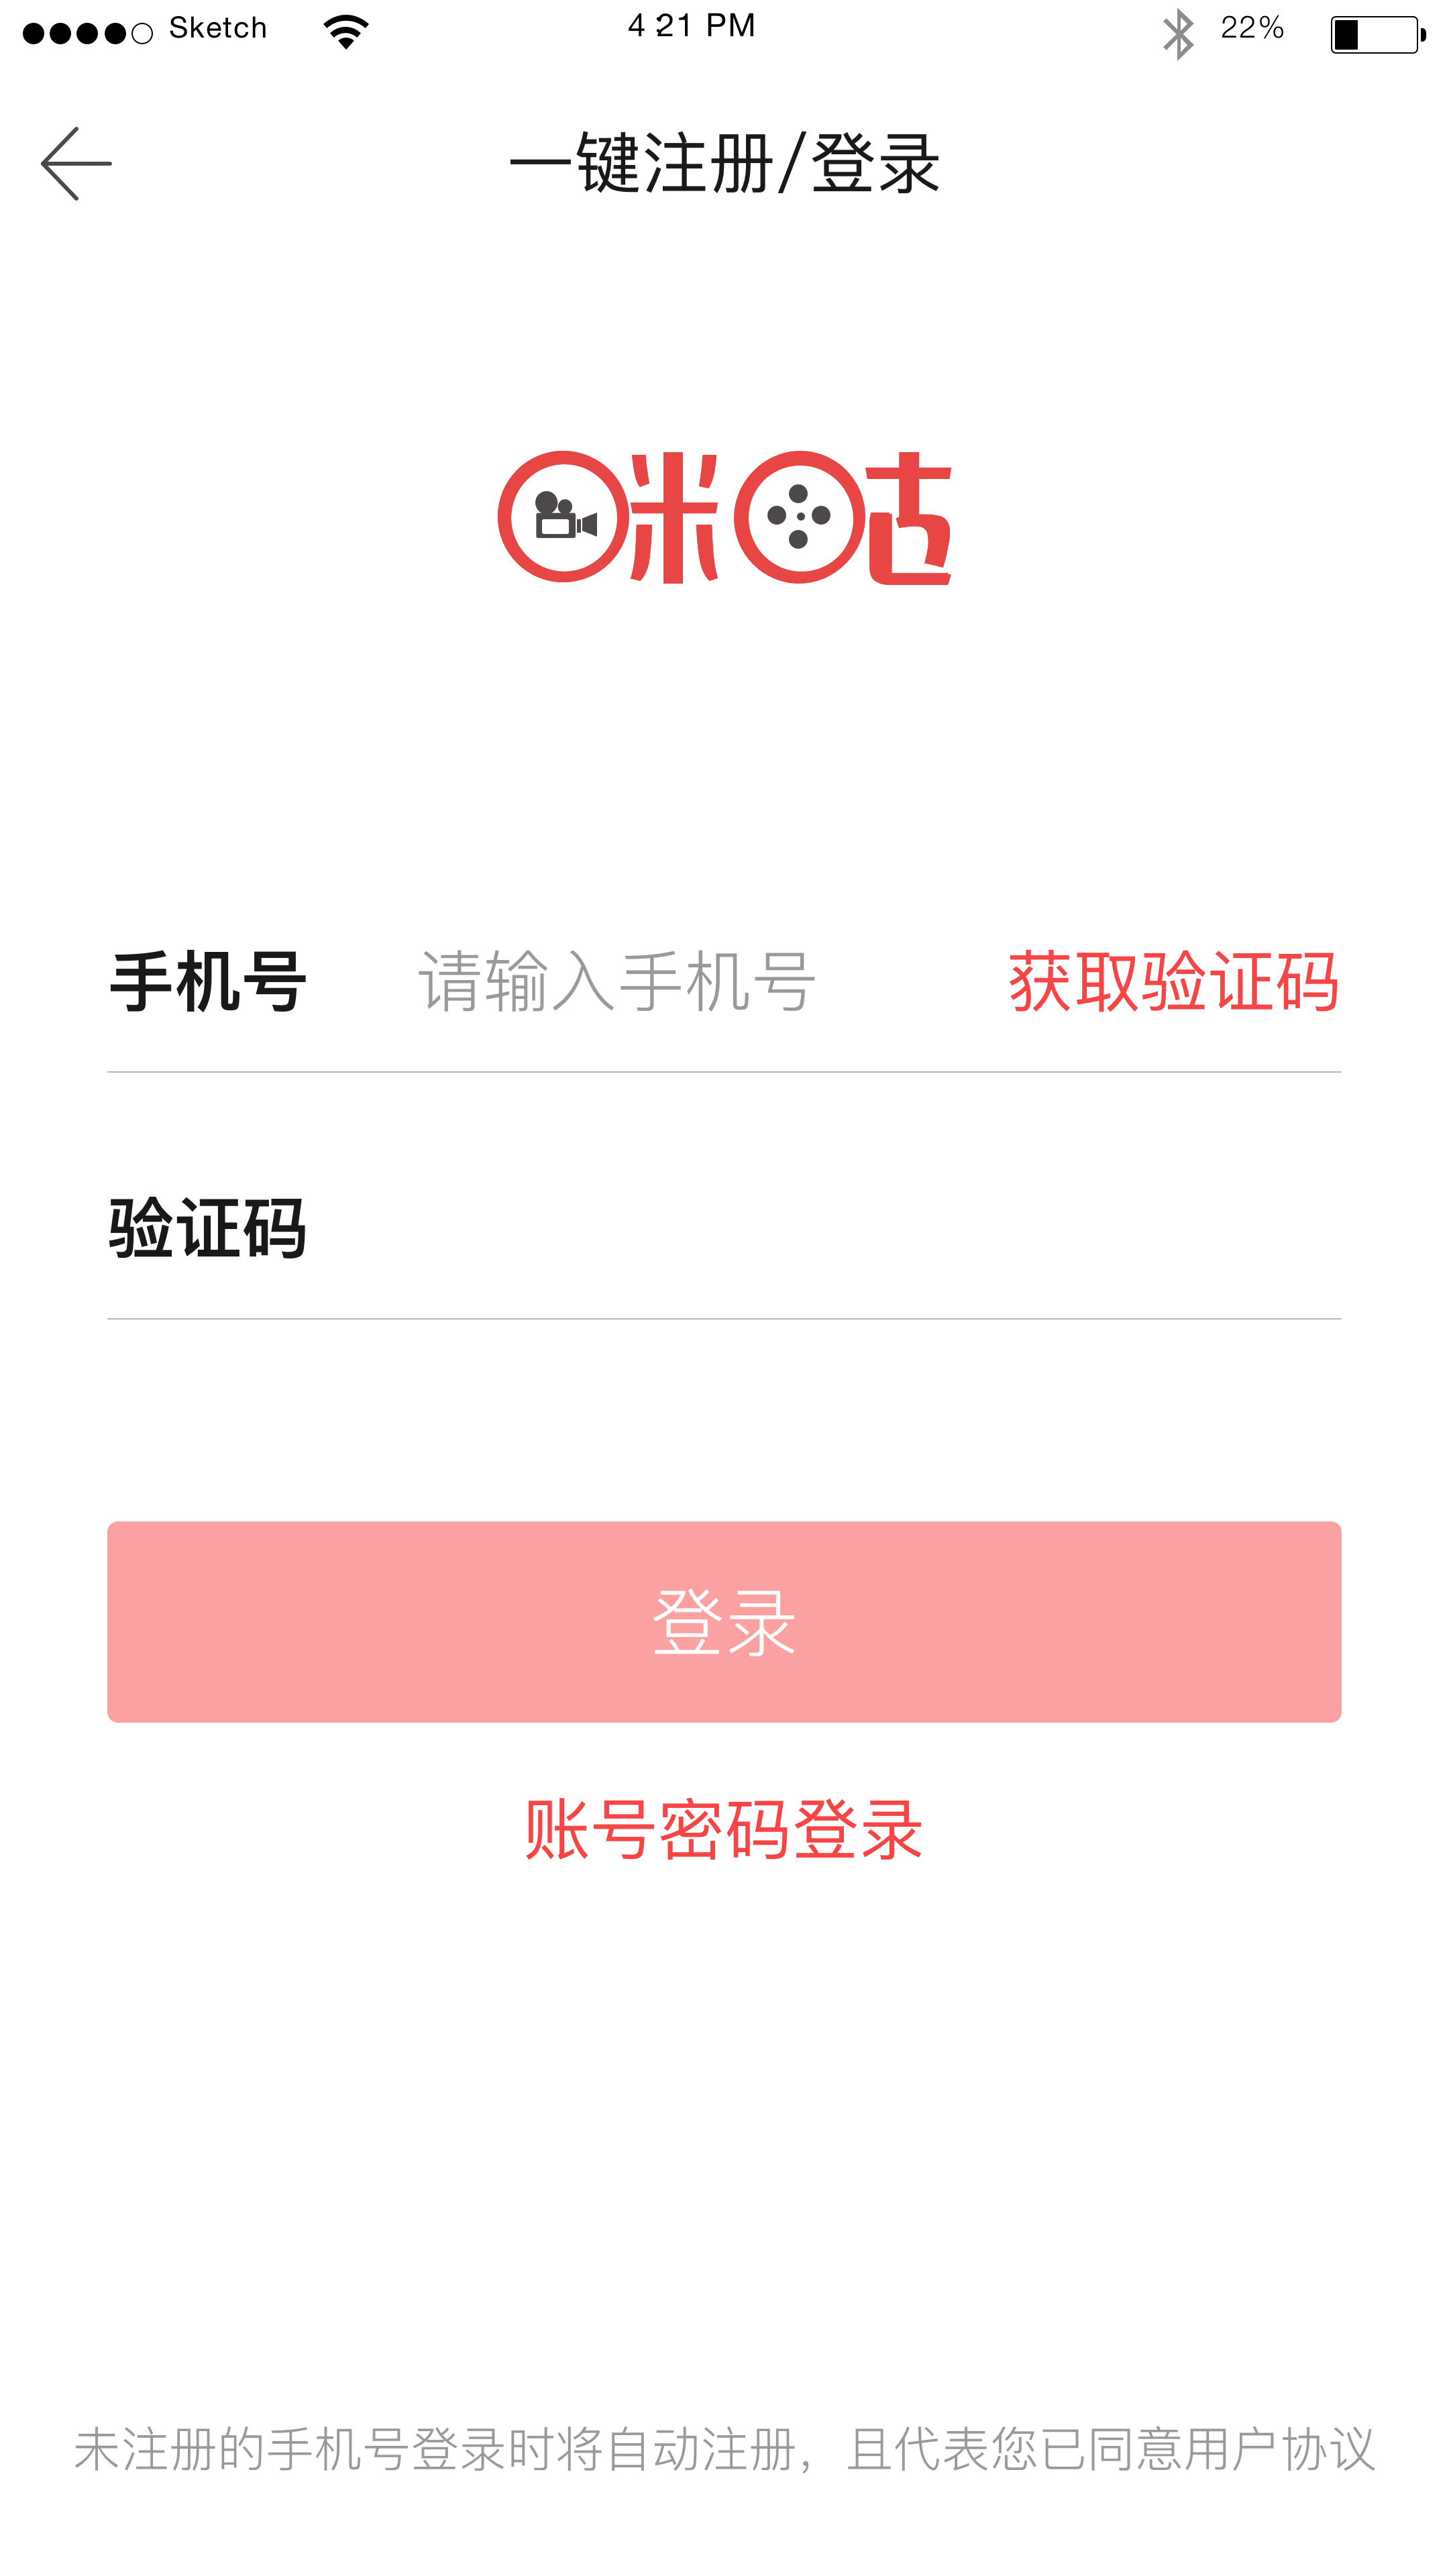 Sketch 4:21 PM 22%
一键注册/登录
咪咕
手机号 请输入手机号 获取验证码
验证码
登录
账号密码登录
未注册的手机号登录时将自动注册，且代表您已同意用户协议